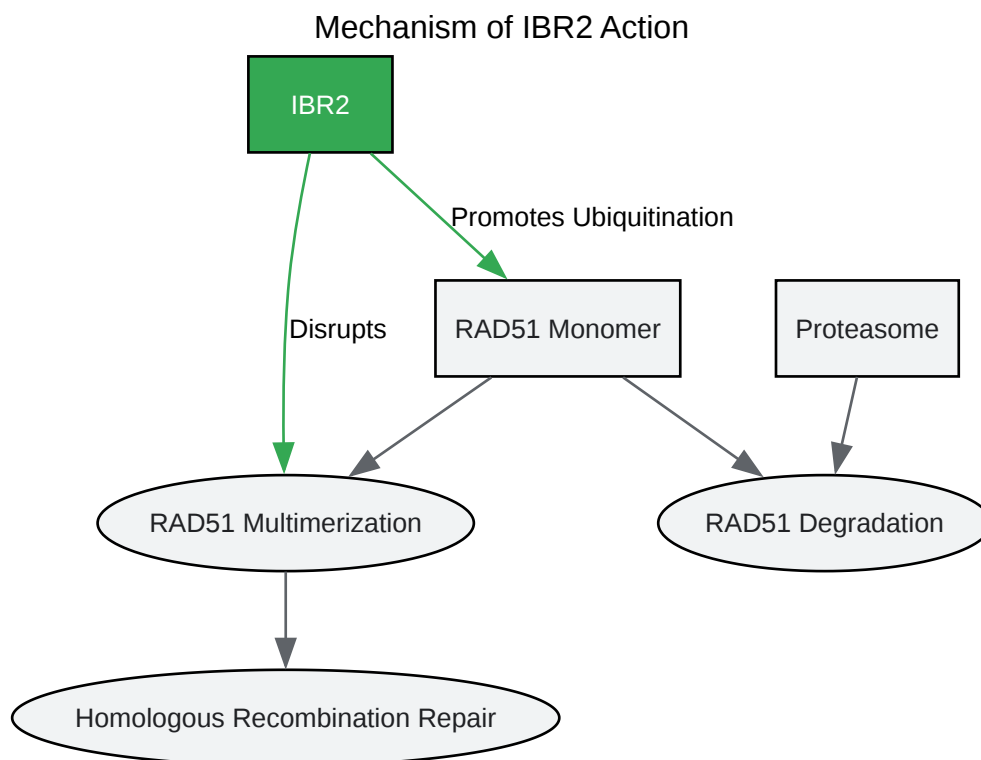 Mechanism of IBR2 Action
IBR2
Promotes Ubiquitination
Disrupts
RAD51 Monomer
Proteasome
RAD51 Multimerization
RAD51 Degradation
Homologous Recombination Repair